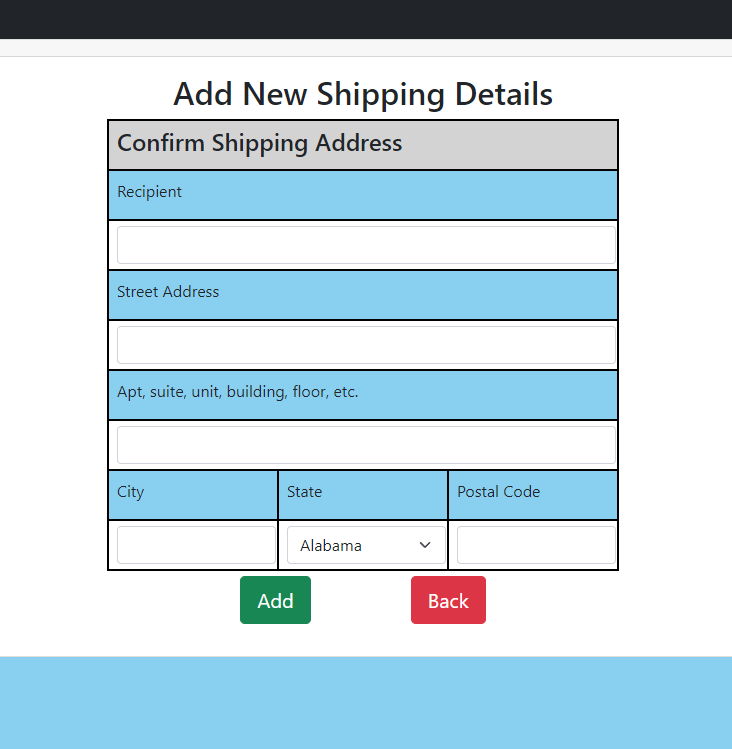 Add New Shipping Details
Confirm Shipping Address
Recipient
Street Address
Apt, suite, unit, building, floor, etc.
City State Postal Code
Alabama
Add Back